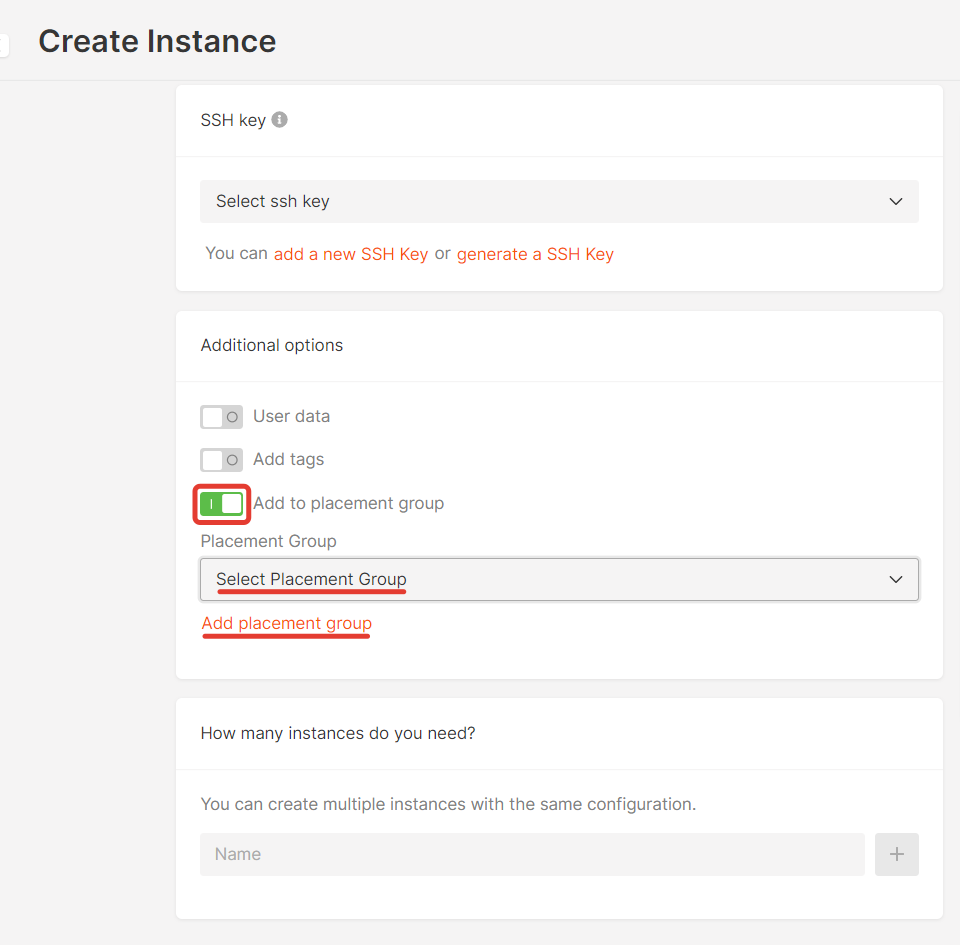 Create Instance
SSH key
Select ssh key
You can add a new SSH Key or generate a SSH Key
Additional options
User data
Add tags
Add to placement group
Placement Group
Select Placement Group
Add placement group
How many instances do you need?
You can create multiple instances with the same configuration.
Name